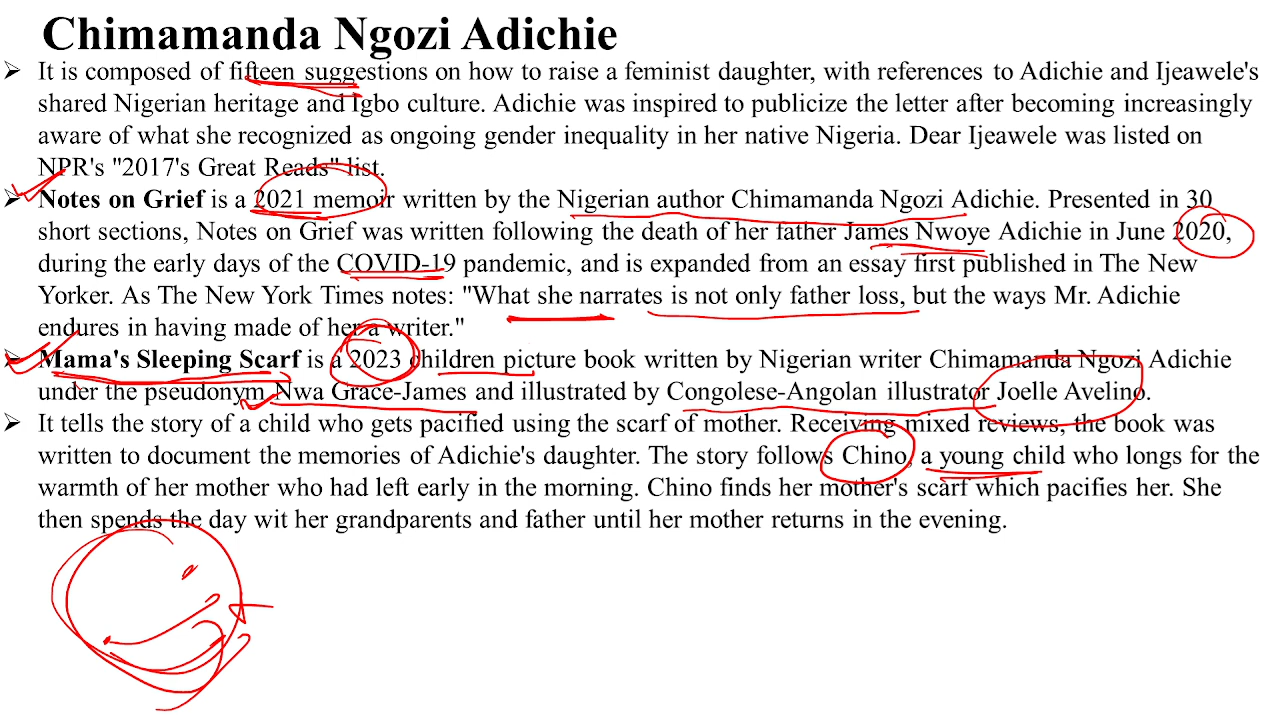 Chimamanda Ngozi Adichie
➢ It is composed of fifteen suggestions on how to raise a feminist daughter, with references to Adichie and Ijeawele's
shared Nigerian heritage and Igbo culture. Adichie was inspired to publicize the letter after becoming increasingly
aware of what she recognized as ongoing gender inequality in her native Nigeria. Dear Ijeawele was listed on
NPR's "2017's Great Reads" list.
➢ Notes on Grief is a 2021 memoir written by the Nigerian author Chimamanda Ngozi Adichie. Presented in 30
short sections, Notes on Grief was written following the death of her father James Nwoye Adichie in June 2020,
during the early days of the COVID-19 pandemic, and is expanded from an essay first published in The New
Yorker. As The New York Times notes: "What she narrates is not only father loss, but the ways Mr. Adichie
endures in having made of her a writer."
➢ Mama's Sleeping Scarf is a 2023 children picture book written by Nigerian writer Chimamanda Ngozi Adichie
under the pseudonym Nwa Grace-James and illustrated by Congolese-Angolan illustrator Joelle Avelino.
➢ It tells the story of a child who gets pacified using the scarf of mother. Receiving mixed reviews, the book was
written to document the memories of Adichie's daughter. The story follows Chino, a young child who longs for the
warmth of her mother who had left early in the morning. Chino finds her mother's scarf which pacifies her. She
then spends the day wit her grandparents and father until her mother returns in the evening.